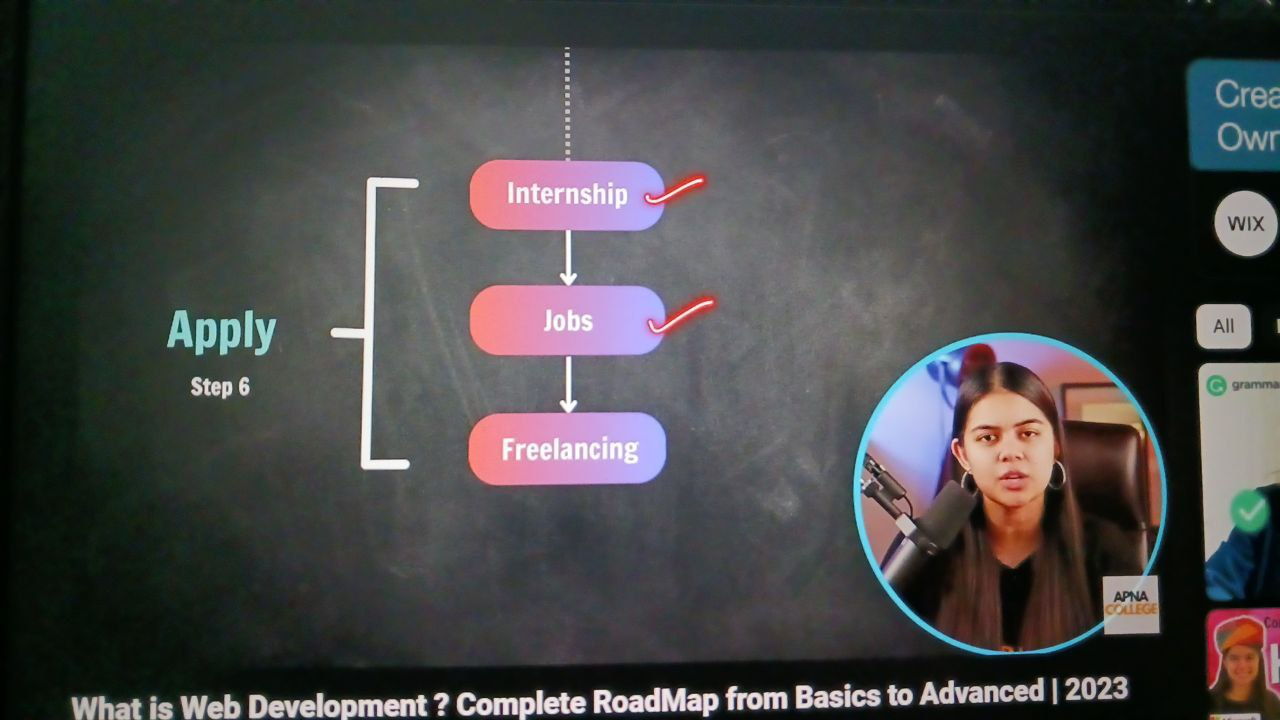 Internship
Jobs
Freelancing
Apply
Step 6
APNA
COLLEGE
What is Web Development ? Complete RoadMap from Basics to Advanced | 2023
Crea
Own
WIX
All
gramma